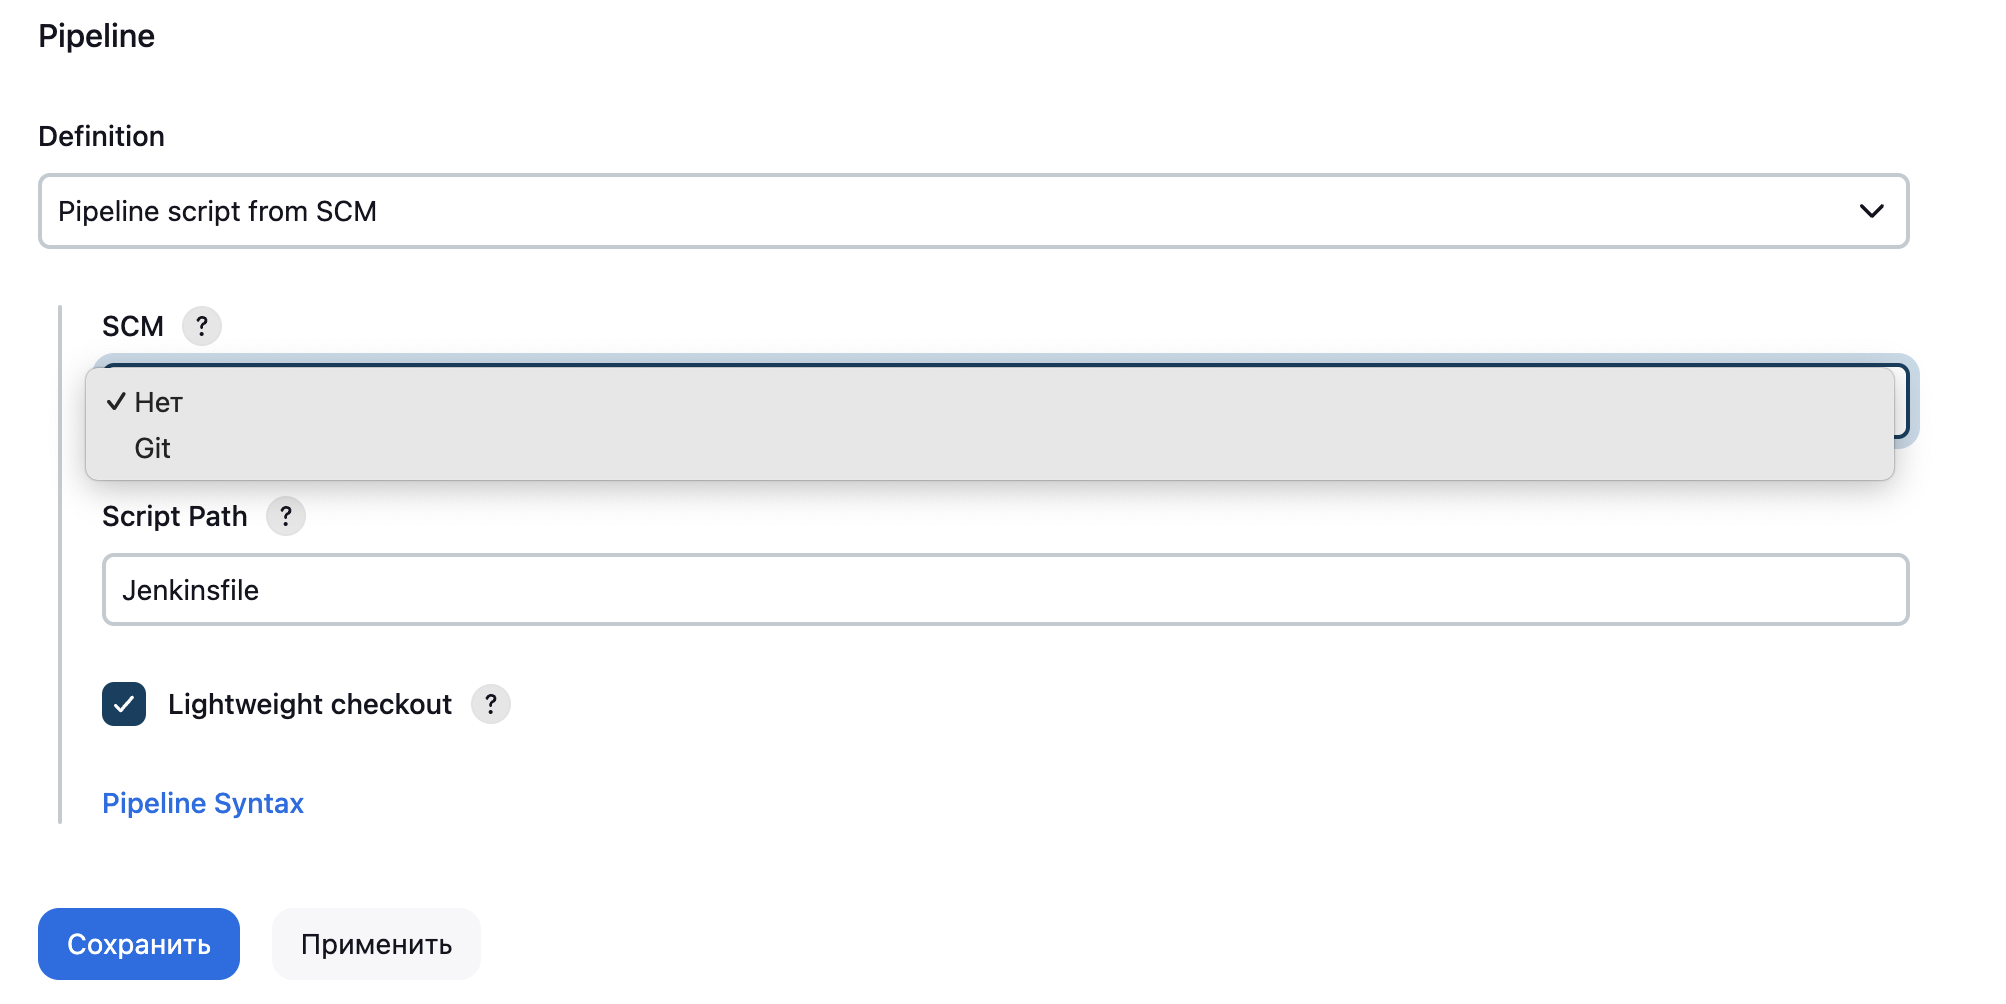 Pipeline
Definition
Pipeline script from SCM
SCM ?
✓ Нет
Git
Script Path ?
Jenkinsfile
Lightweight checkout ?
Pipeline Syntax
Сохранить Применить